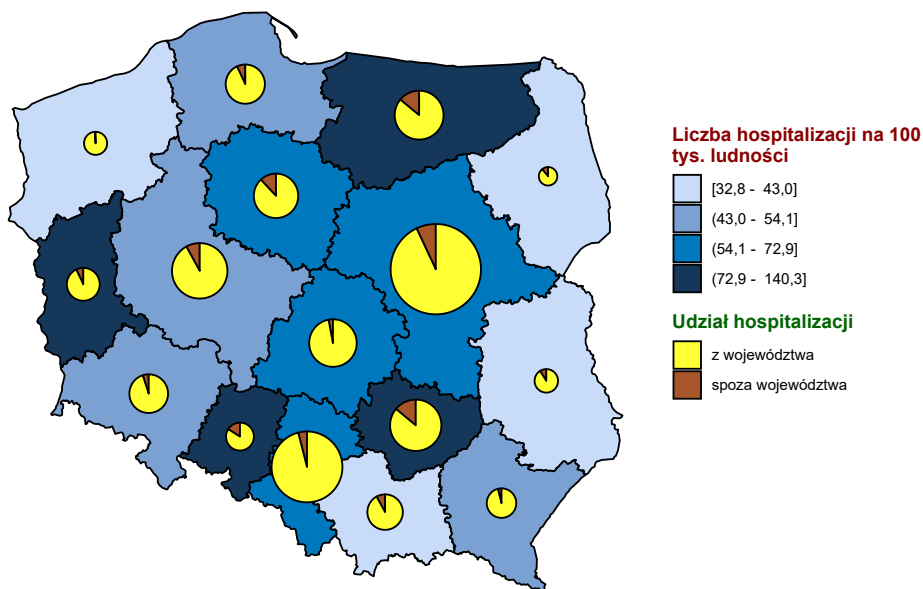 Liczba hospitalizacji na 100
tys. ludności
[32,8 - 43,0]
(43,0 - 54,1]
(54,1 - 72,9]
(72,9 - 140,3]
Udział hospitalizacji
z województwa
spoza województwa